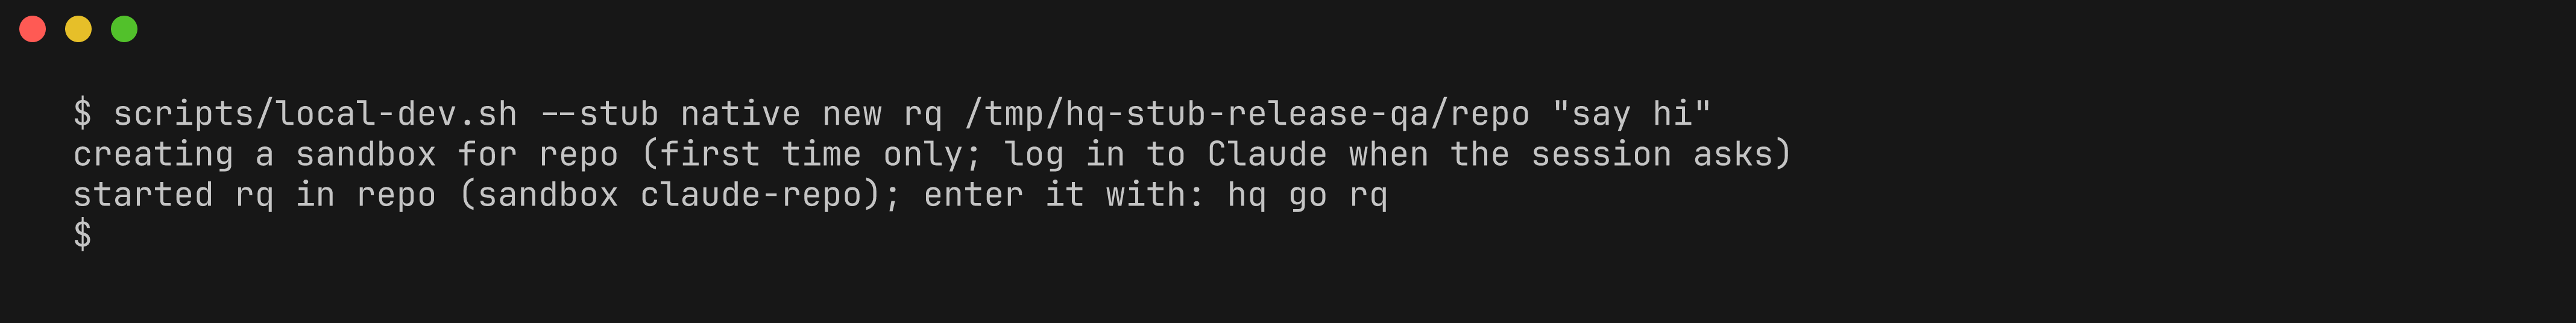 $ scripts/local-dev.sh --stub native new rq /tmp/hq-stub-release-qa/repo "say hi"
creating a sandbox for repo (first time only; log in to Claude when the session asks)
started rq in repo (sandbox claude-repo); enter it with: hq go rq
$